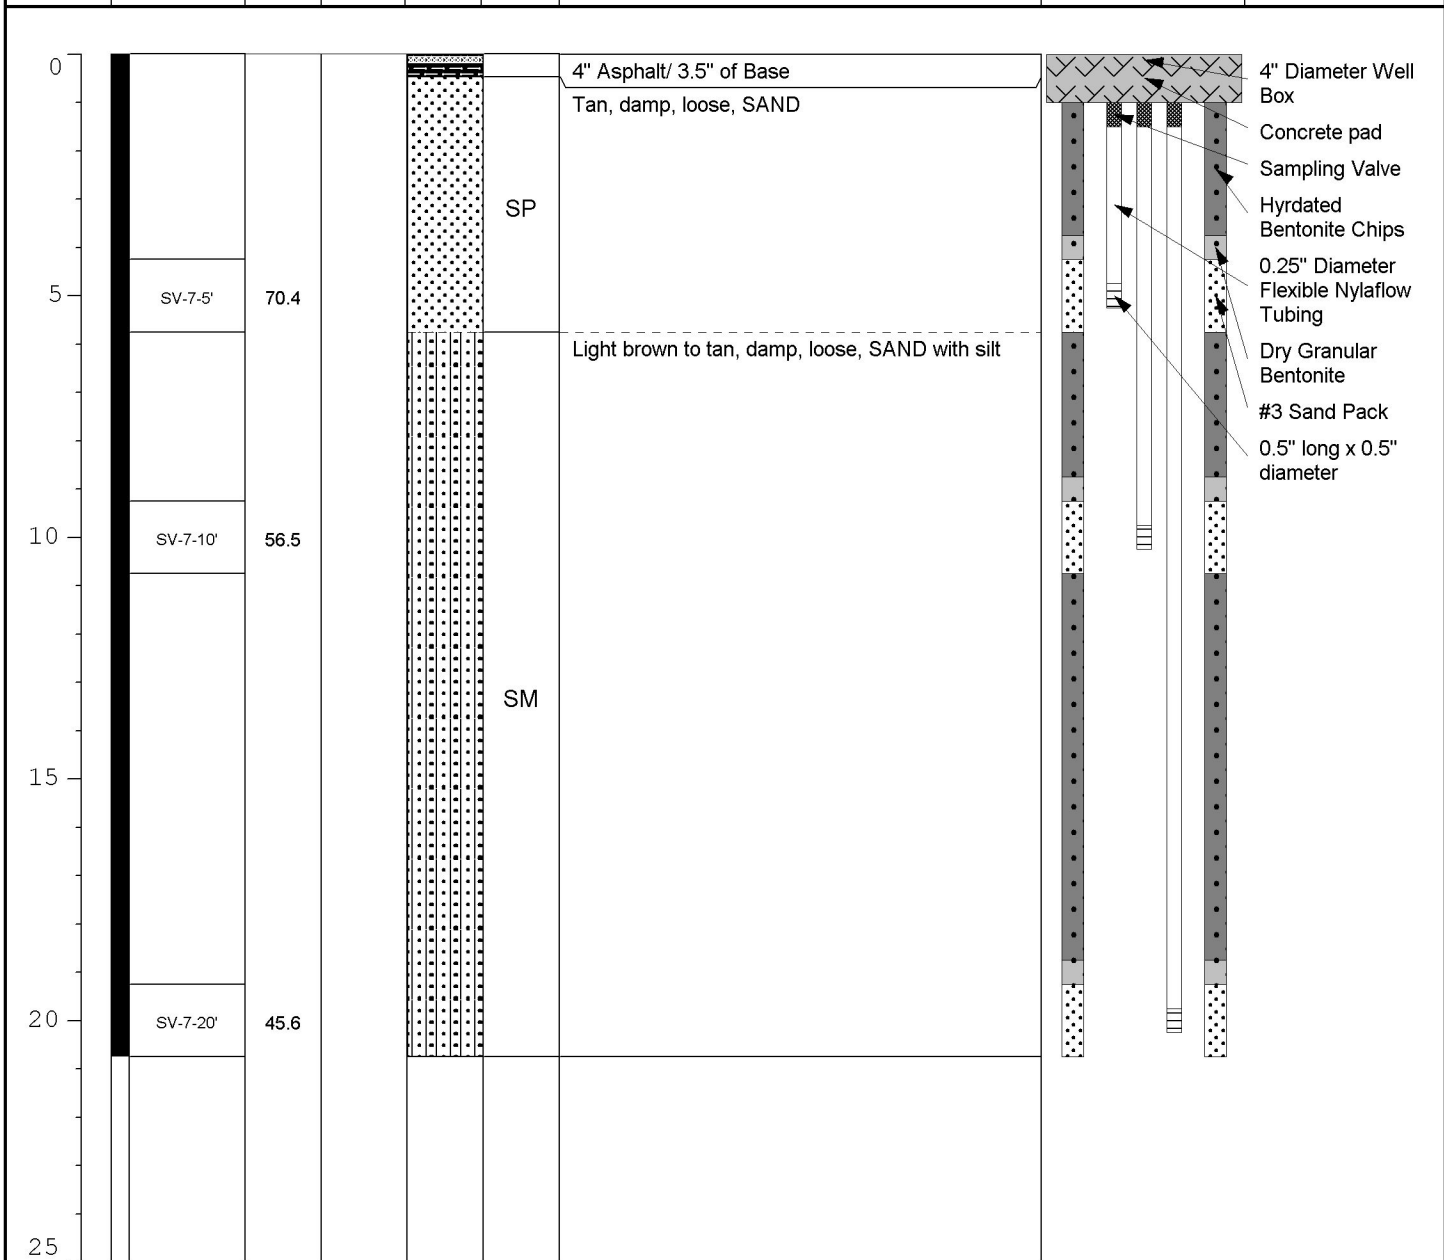 0
5
10
15
20
25
SV-7-5'
70.4
SV-7-10'
56.5
SV-7-20'
45.6
SP
SM
4" Asphalt/ 3.5" of Base
Tan, damp, loose, SAND
Light brown to tan, damp, loose, SAND with silt
4" Diameter Well
Box
Concrete pad
Sampling Valve
Hyrdated
Bentonite Chips
0.25" Diameter
Flexible Nylaflow
Tubing
Dry Granular
Bentonite
#3 Sand Pack
0.5" long x 0.5"
diameter